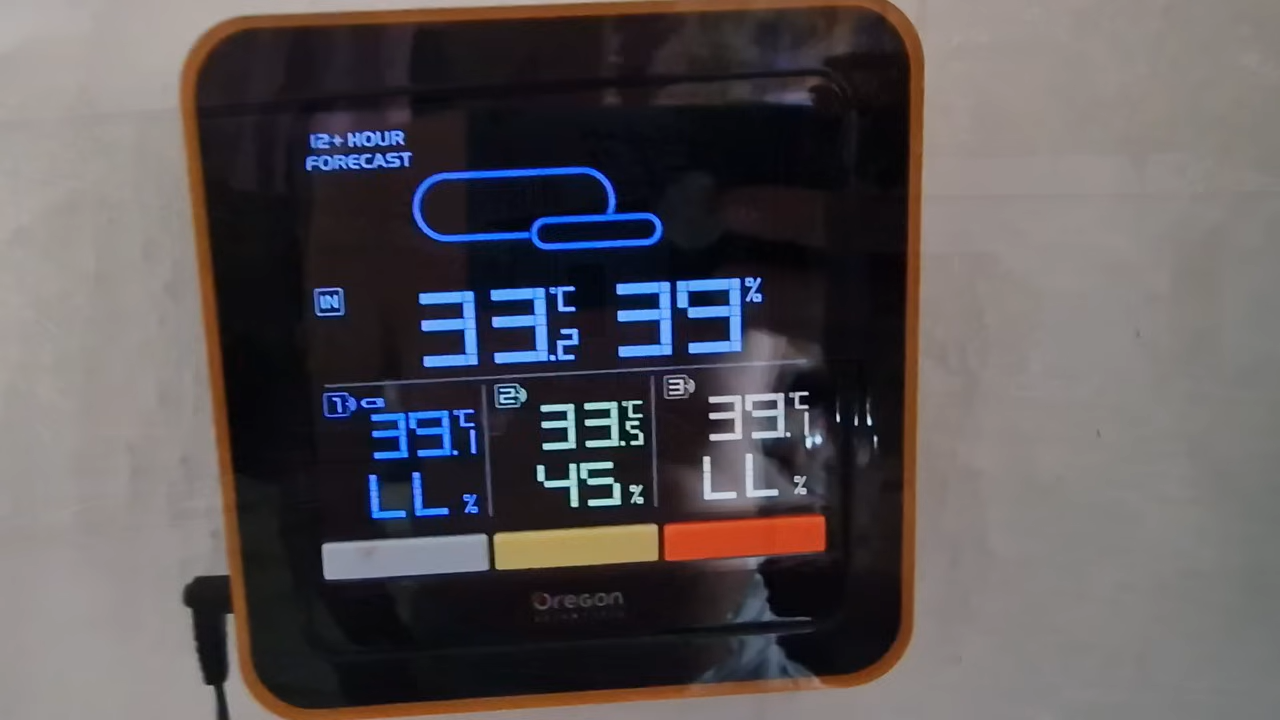 12+ HOUR
FORECAST
IN 33.2 °C 39 %
1 2 3
39.1 °C 33.5 °C 39.1 °C
LL % 45 % LL %
Oregon